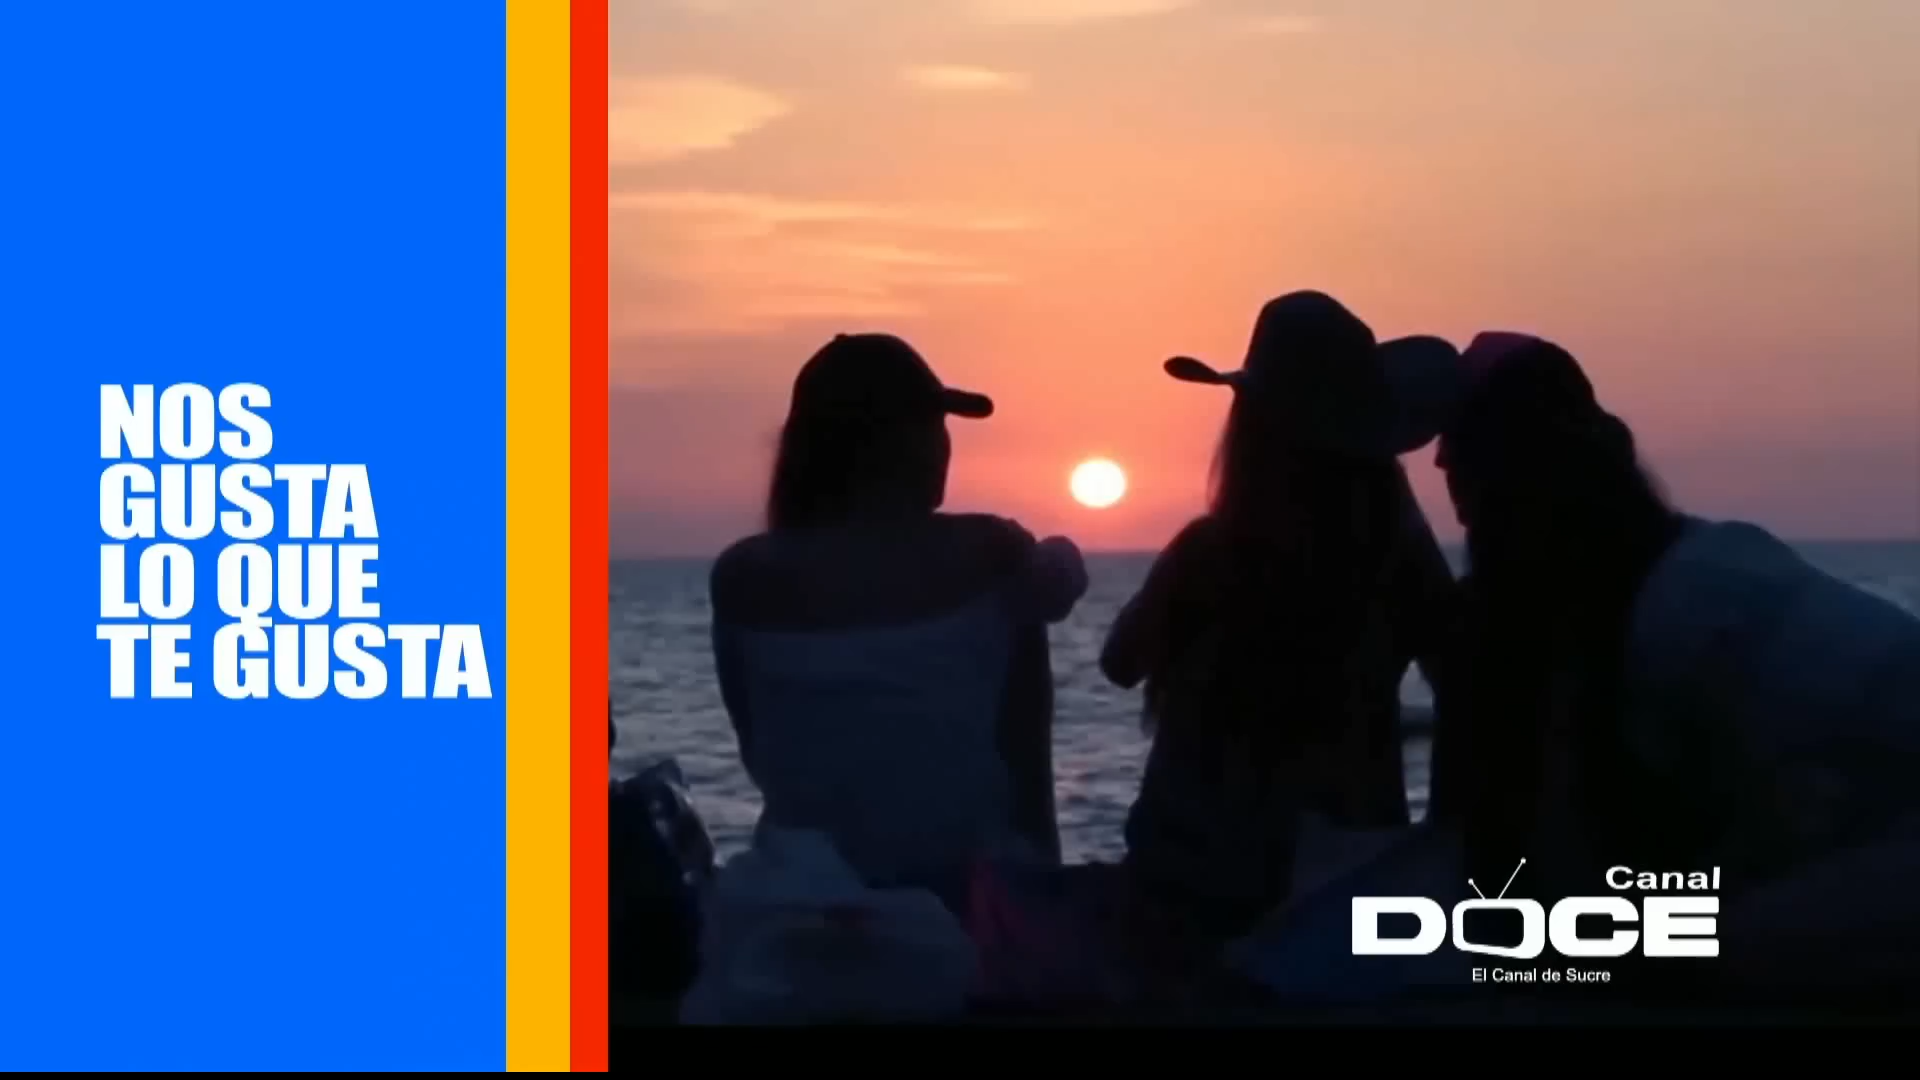 NOS
GUSTA
LO QUE
TE GUSTA
Canal
DOCE
El Canal de Sucre